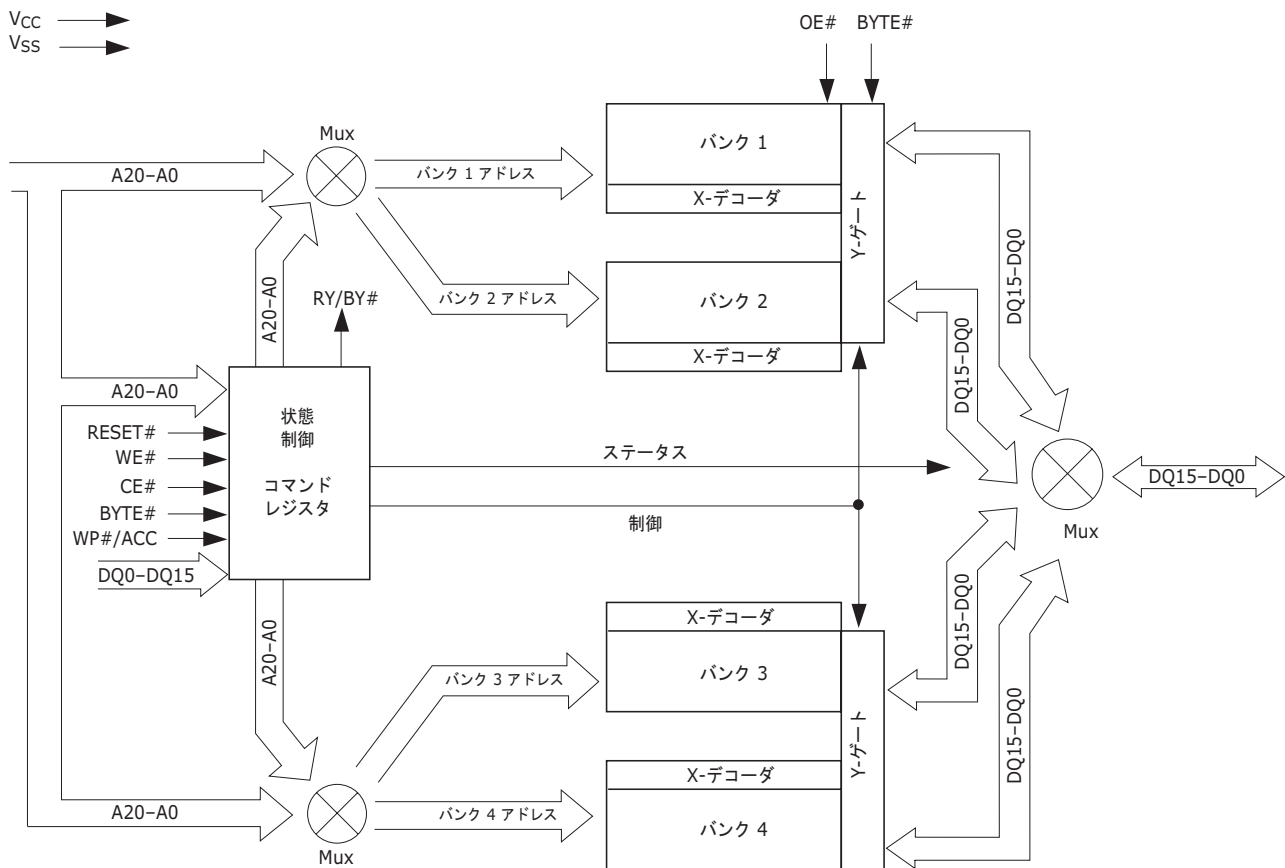 VCC
VSS
OE# BYTE#
Mux
A20–A0
バンク 1 アドレス
バンク 1
X-デコーダ
Y-ゲート
DQ15–DQ0
A20–A0
RY/BY#
バンク 2 アドレス
バンク 2
X-デコーダ
DQ15–DQ0
A20–A0
RESET#
WE#
CE#
BYTE#
WP#/ACC
DQ0–DQ15
状態
制御
コマンド
レジスタ
ステータス
制御
DQ15–DQ0
Mux
A20–A0
バンク 3 アドレス
X-デコーダ
バンク 3
Y-ゲート
DQ15–DQ0
DQ15–DQ0
A20–A0
Mux
バンク 4 アドレス
X-デコーダ
バンク 4